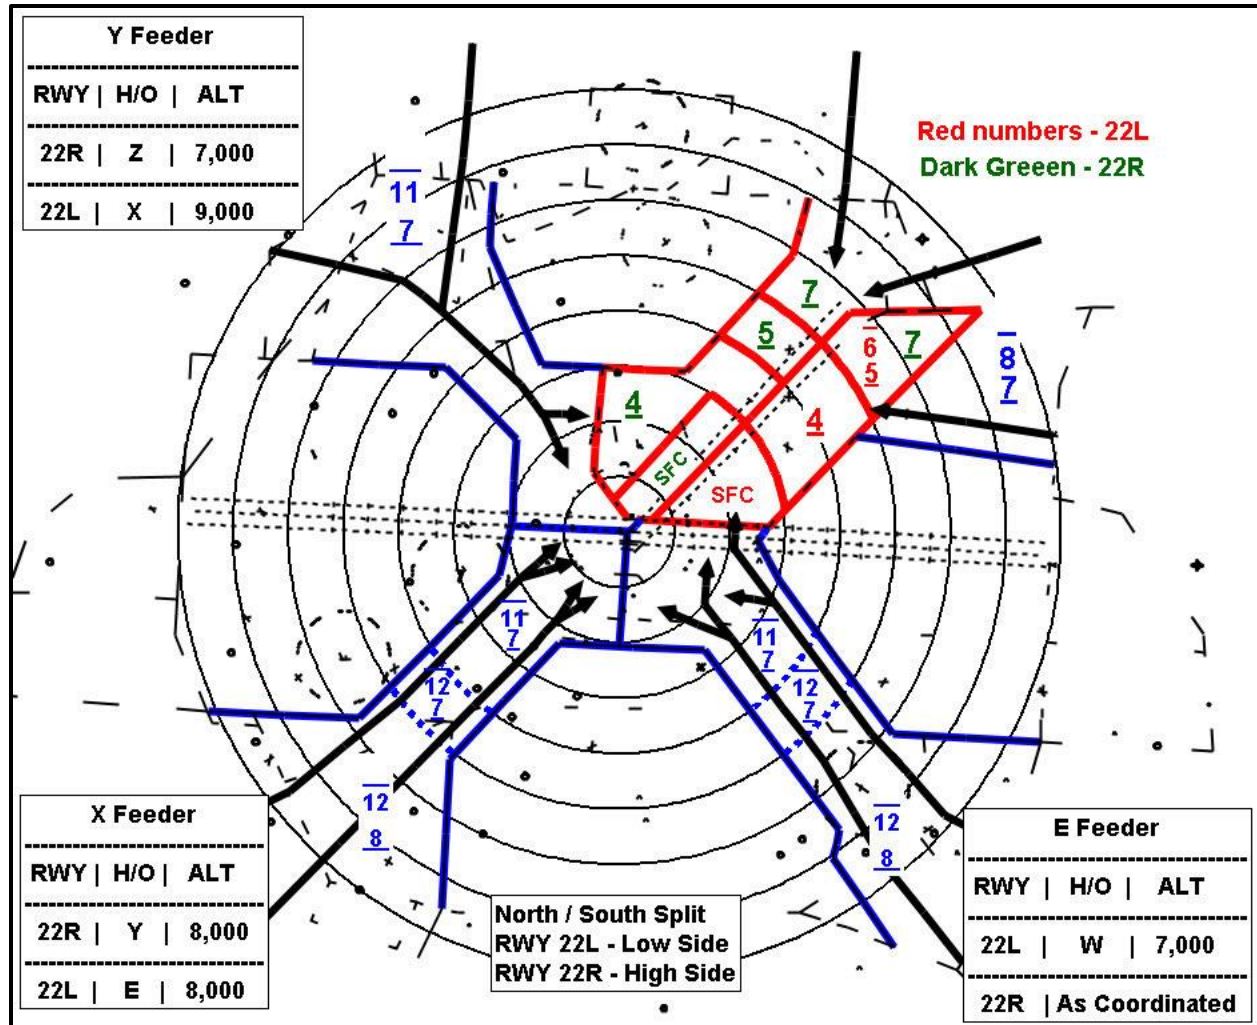 Y Feeder
RWY | H/O | ALT
22R | Z | 7,000
22L | X | 9,000
Red numbers - 22L
Dark Greeen - 22R
11
7
7
5
6
5
7
8
7
4
4
SFC
SFC
11
7
11
7
12
7
12
7
12
8
12
8
X Feeder
RWY | H/O | ALT
22R | Y | 8,000
22L | E | 8,000
North / South Split
RWY 22L - Low Side
RWY 22R - High Side
E Feeder
RWY | H/O | ALT
22L | W | 7,000
22R | As Coordinated